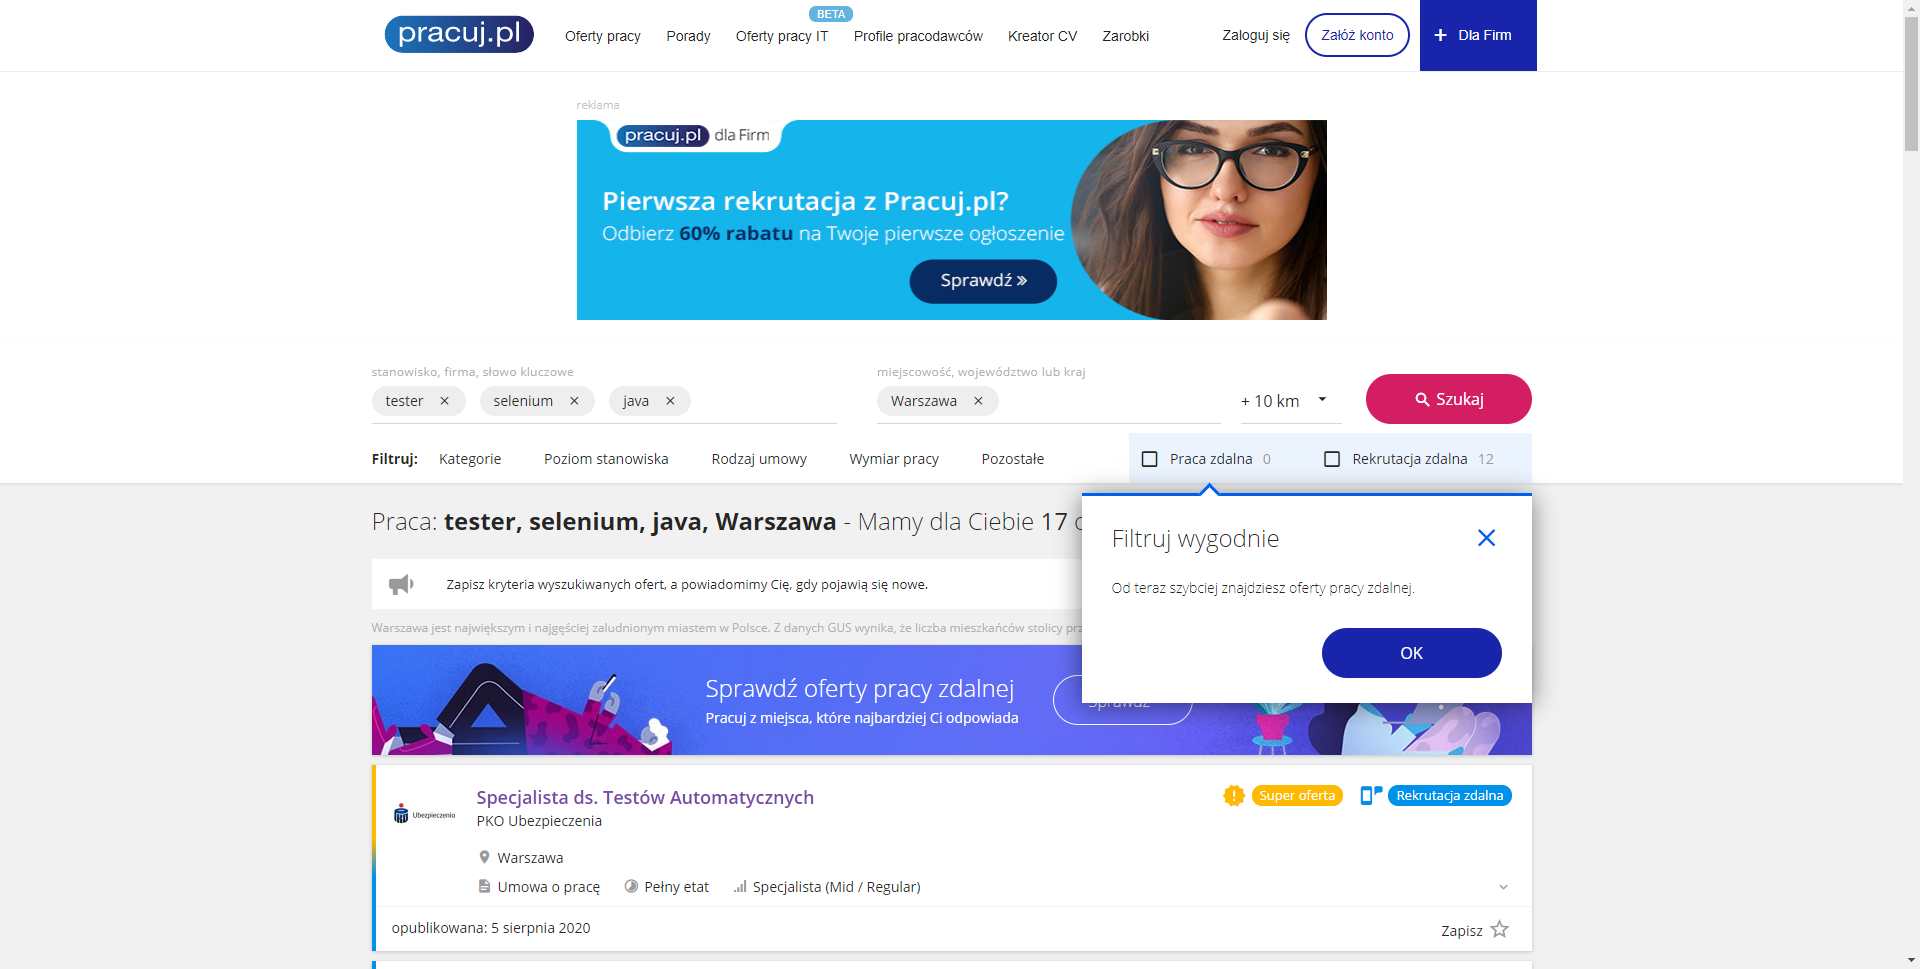 pracuj.pl
Oferty pracy
Porady
BETA
Oferty pracy IT
Profile pracodawców
Kreator CV
Zarobki
Zaloguj się
Załóż konto
+ Dla Firm
reklama
pracuj.pl dla Firm
Pierwsza rekrutacja z Pracuj.pl?
Odbierz 60% rabatu na Twoje pierwsze ogłoszenie
Sprawdź »
stanowisko, firma, słowo kluczowe
tester × selenium × java ×
miejscowość, województwo lub kraj
Warszawa ×
+ 10 km
Szukaj
Filtruj: Kategorie Poziom stanowiska Rodzaj umowy Wymiar pracy Pozostałe
Praca zdalna 0
Rekrutacja zdalna 12
Praca: tester, selenium, java, Warszawa - Mamy dla Ciebie 17
Filtruj wygodnie
Od teraz szybciej znajdziesz oferty pracy zdalnej.
OK
Zapisz kryteria wyszukiwanych ofert, a powiadomimy Cię, gdy pojawią się nowe.
Warszawa jest największym i najgęściej zaludnionym miastem w Polsce. Z danych GUS wynika, że liczba mieszkańców stolicy
Sprawdź oferty pracy zdalnej
Pracuj z miejsca, które najbardziej Ci odpowiada
Sprawdź
Ubezpieczenia
Specjalista ds. Testów Automatycznych
PKO Ubezpieczenia
Super oferta
Rekrutacja zdalna
Warszawa
Umowa o pracę
Pełny etat
Specjalista (Mid / Regular)
opublikowana: 5 sierpnia 2020
Zapisz